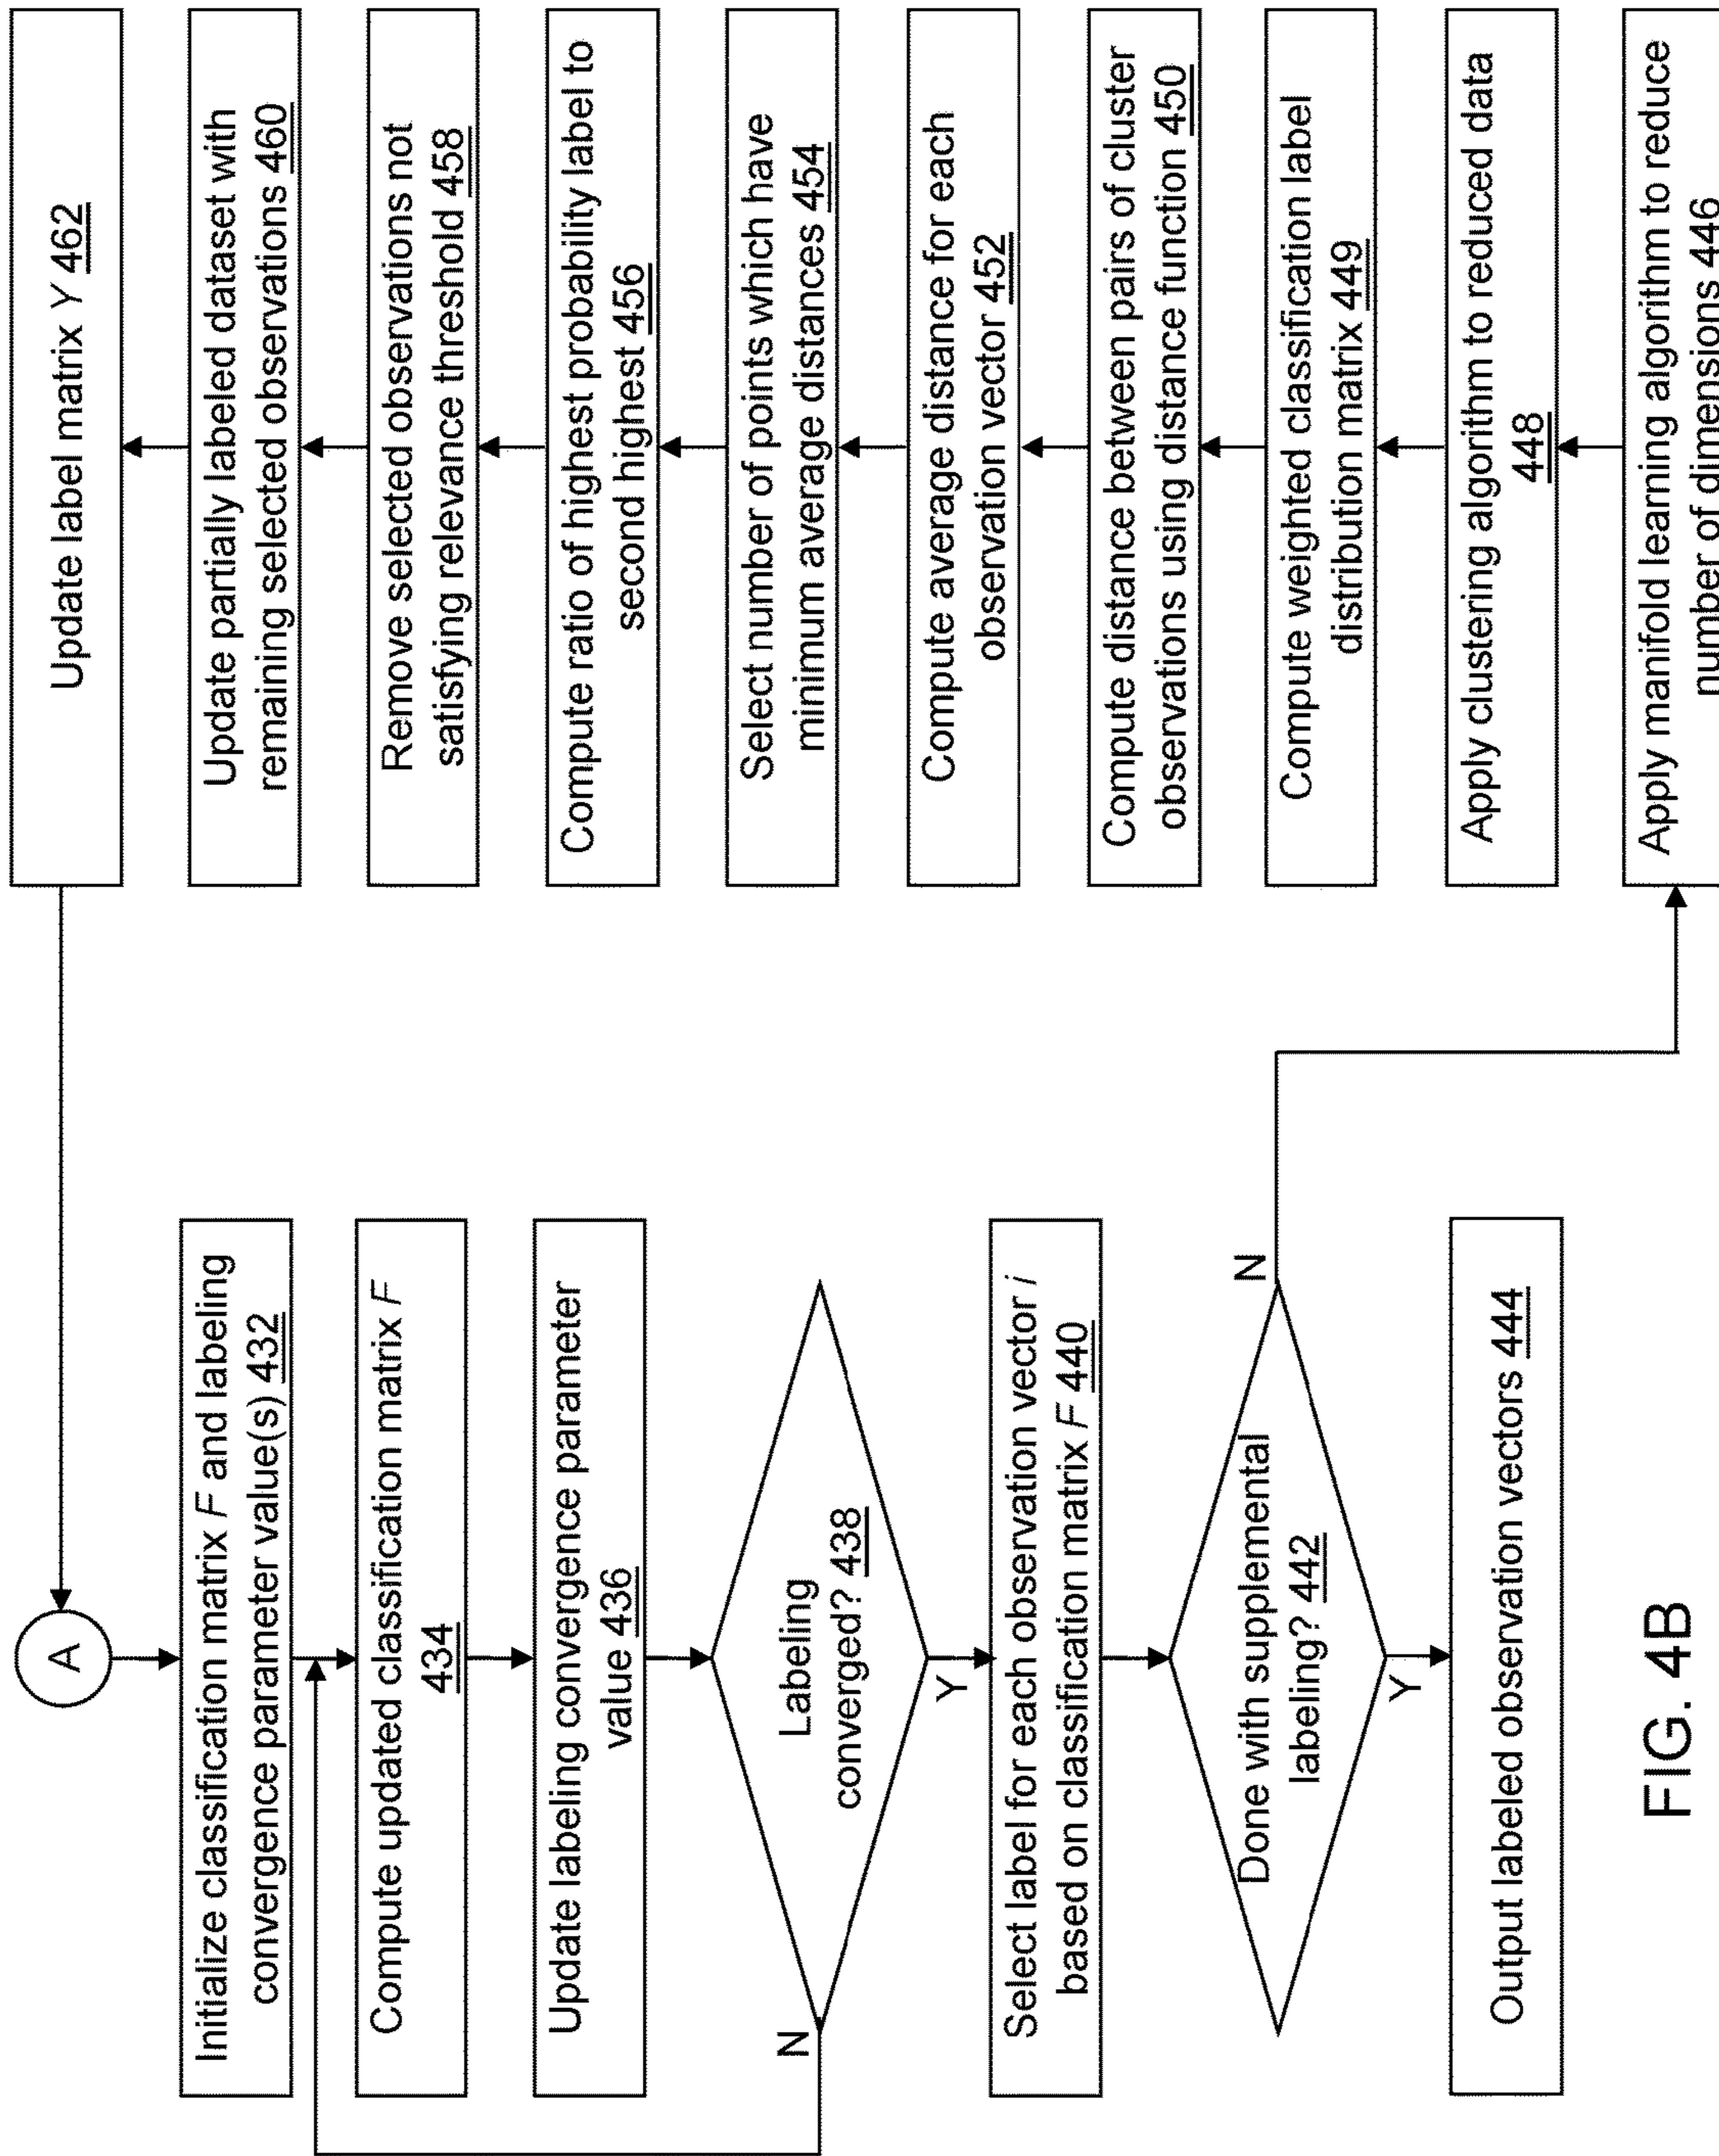 A
Initialize classification matrix F and labeling
convergence parameter value(s) 432
Compute updated classification matrix F
434
Update labeling convergence parameter
value 436
Labeling
converged? 438
N
Y
Select label for each observation vector i
based on classification matrix F 440
Done with supplemental
labeling? 442
N
Y
Output labeled observation vectors 444
Update label matrix Y 462
Update partially labeled dataset with
remaining selected observations 460
Remove selected observations not
satisfying relevance threshold 458
Compute ratio of highest probability label to
second highest 456
Select number of points which have
minimum average distances 454
Compute average distance for each
observation vector 452
Compute distance between pairs of cluster
observations using distance function 450
Compute weighted classification label
distribution matrix 449
Apply clustering algorithm to reduced data
448
Apply manifold learning algorithm to reduce
number of dimensions 446
FIG. 4B